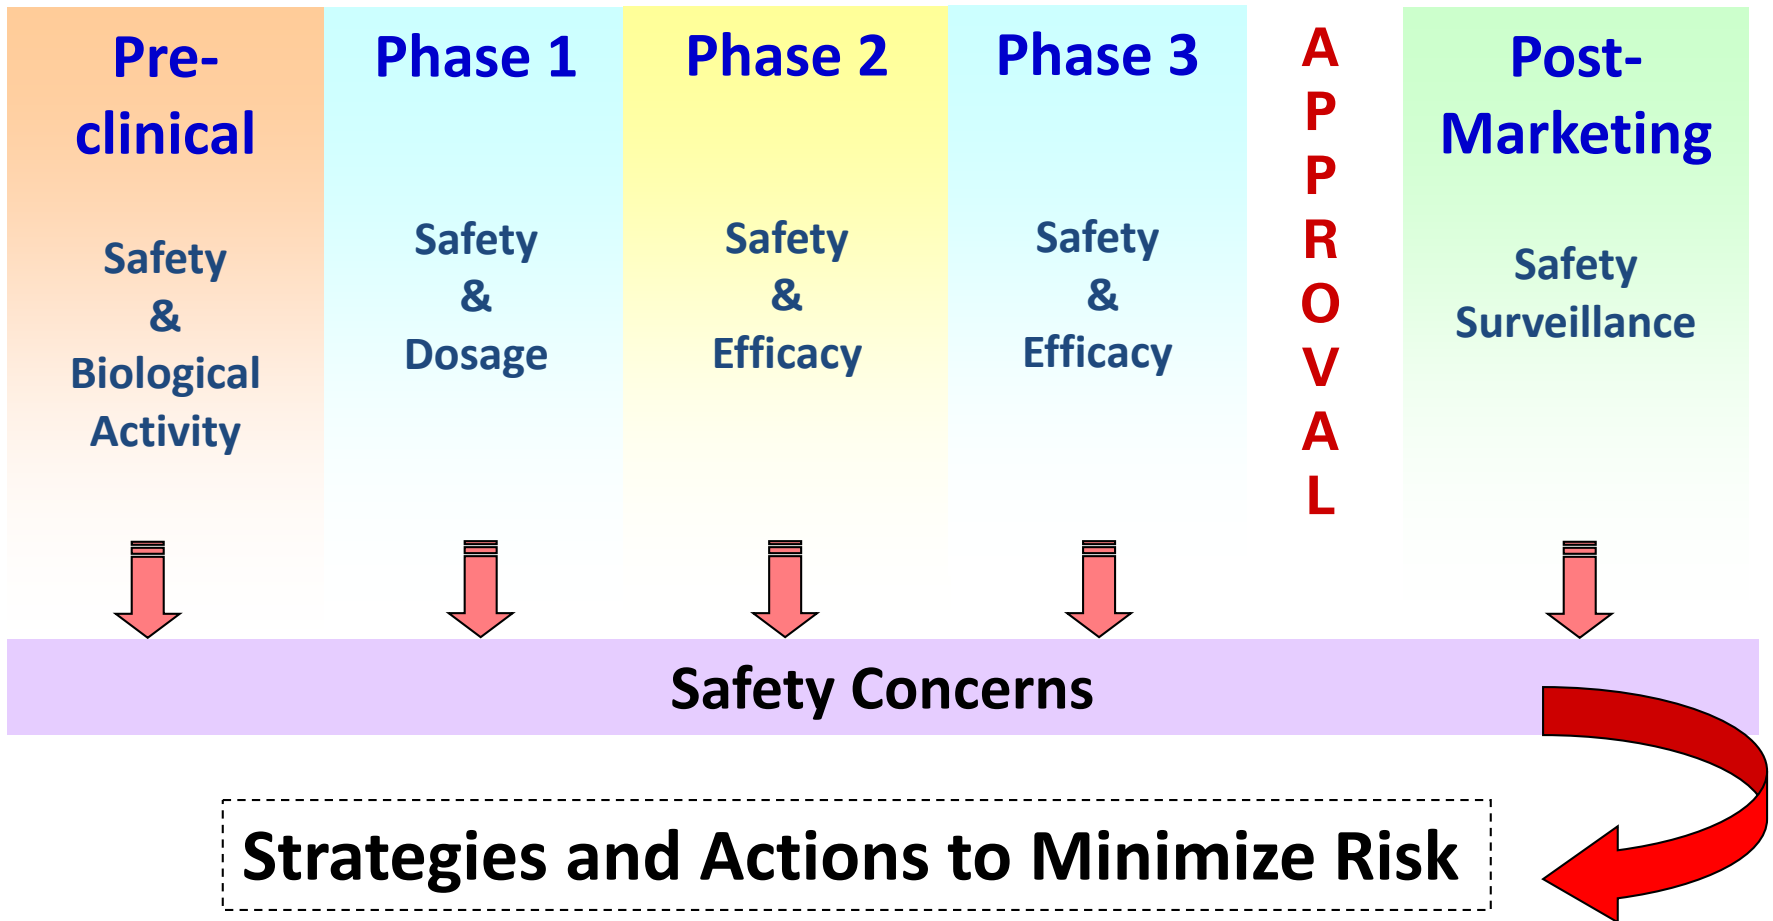 Pre-
clinical
Safety
&
Biological
Activity
Phase 1
Safety
&
Dosage
Phase 2
Safety
&
Efficacy
Phase 3
Safety
&
Efficacy
A
P
P
R
O
V
A
L
Post-
Marketing
Safety
Surveillance
Safety Concerns
Strategies and Actions to Minimize Risk